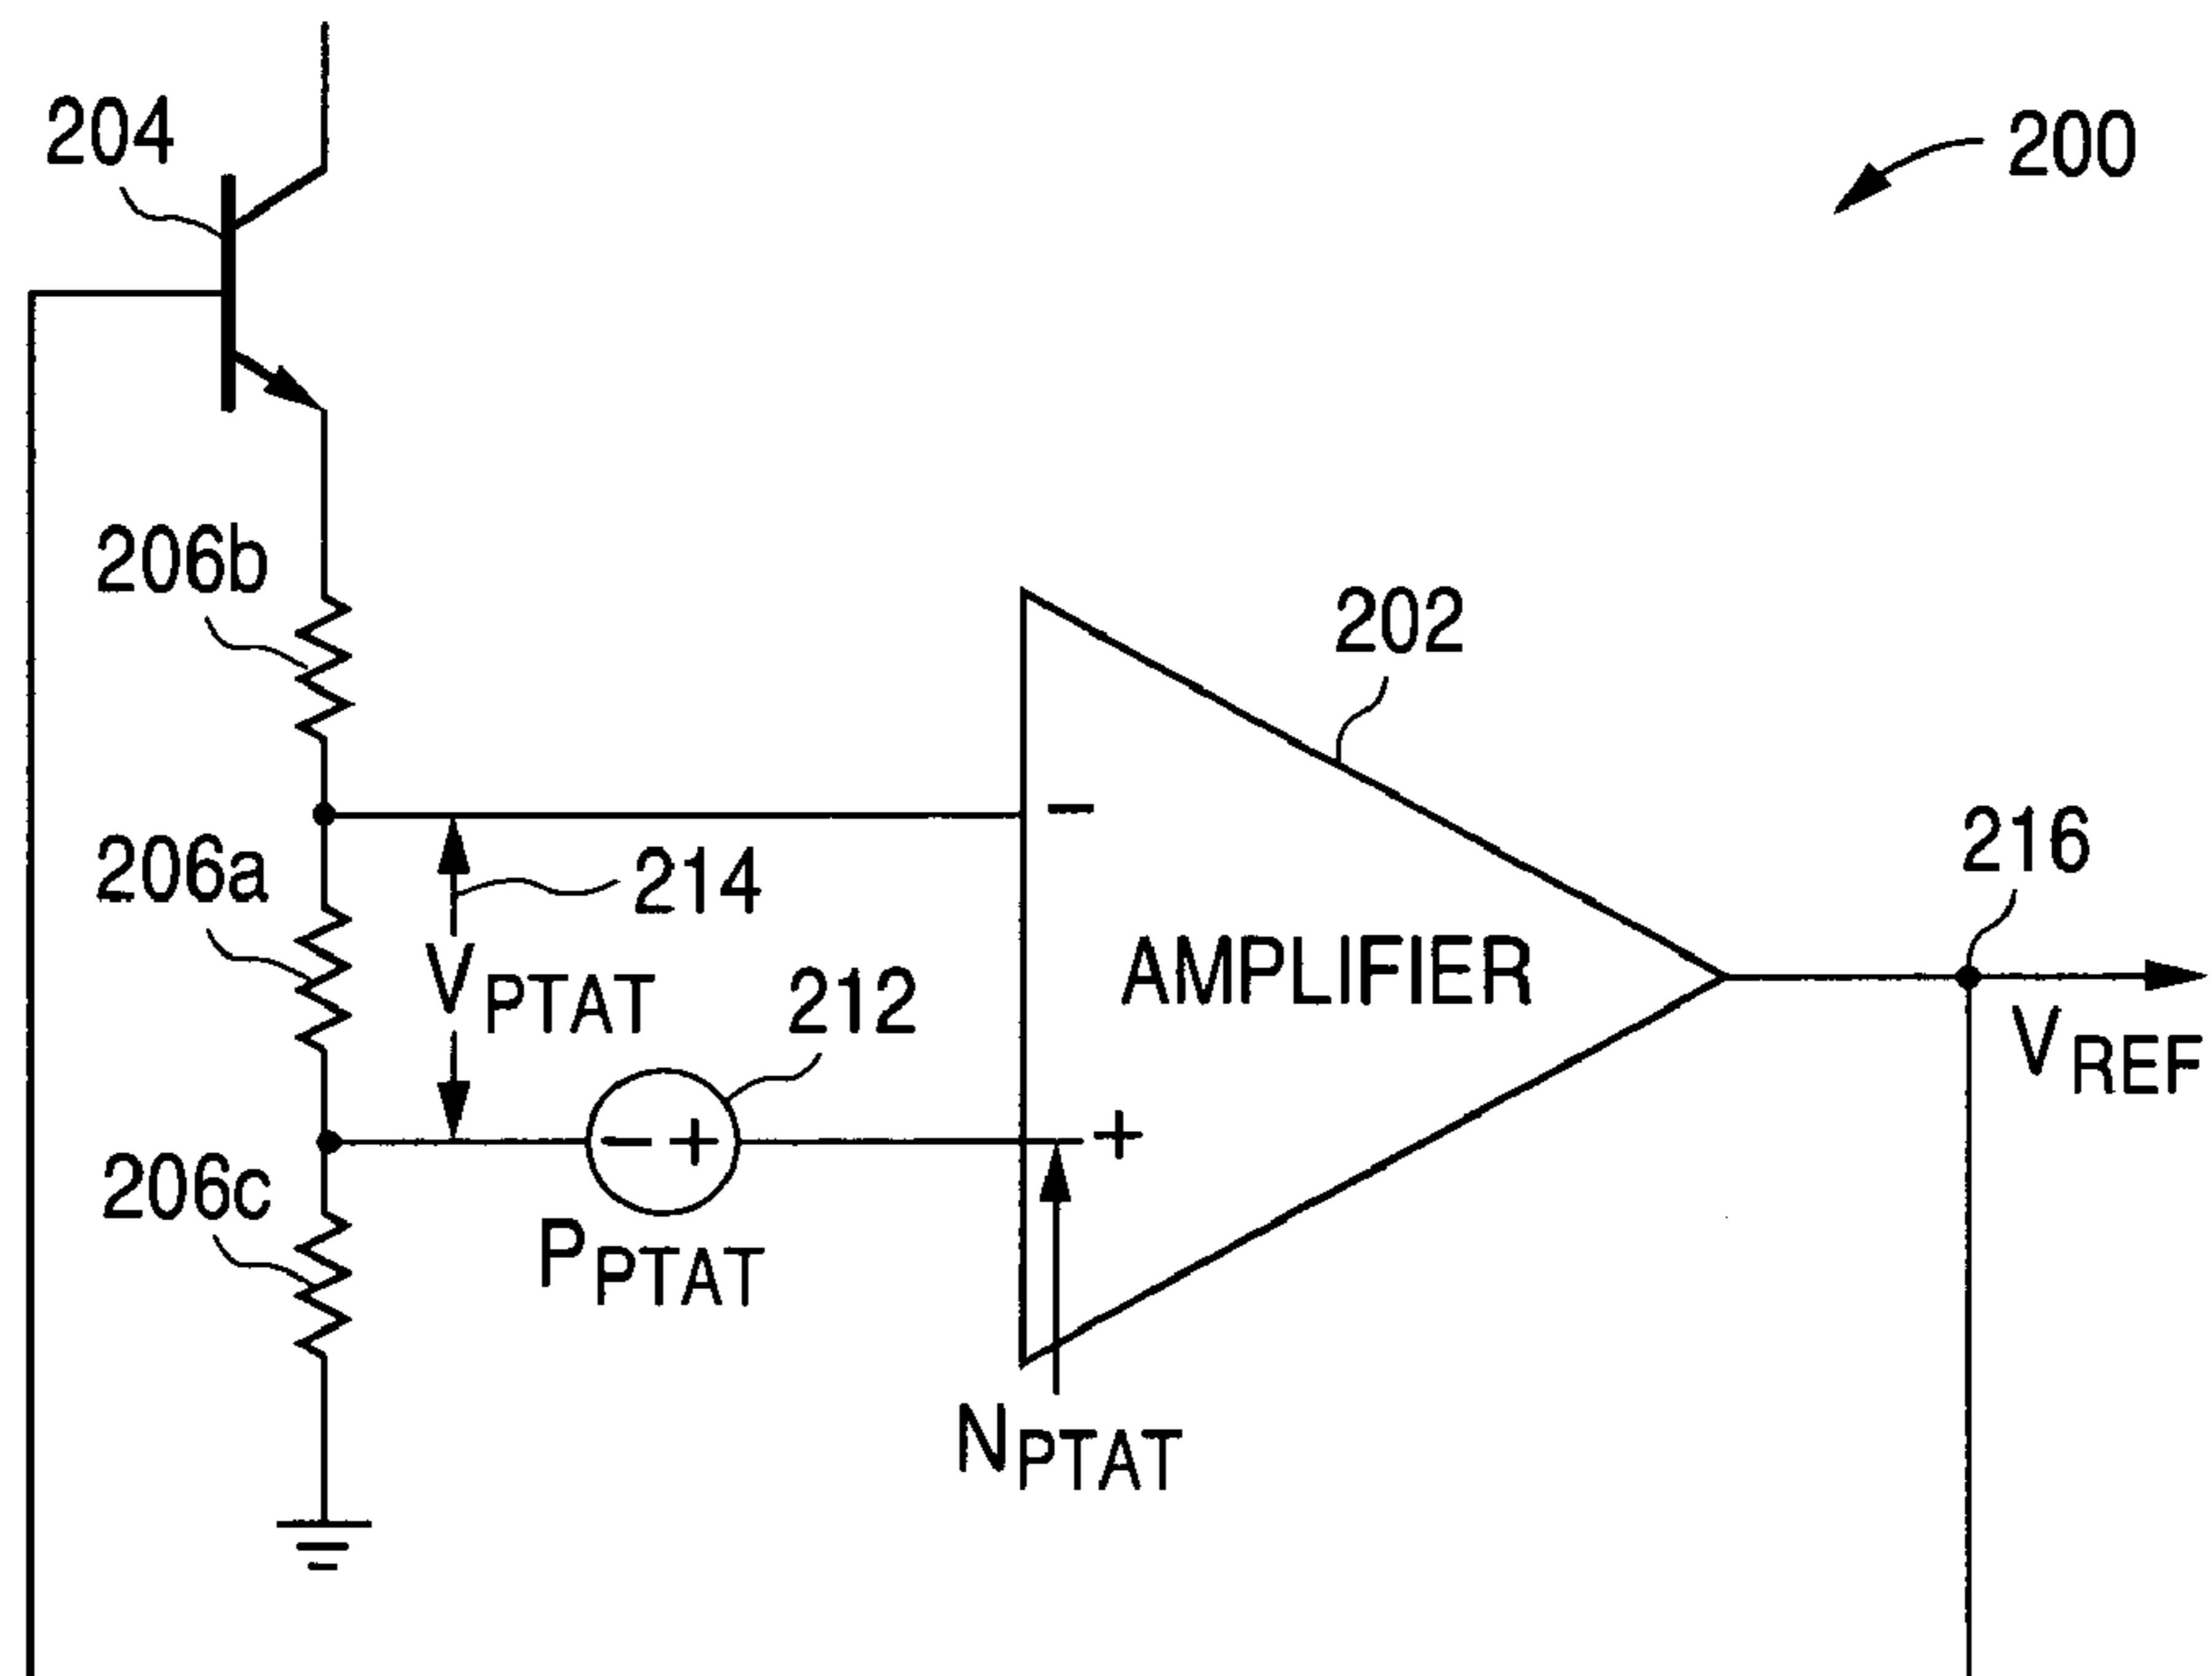 204
200
206b
202
216
206a
214
VPTAT
212
AMPLIFIER
VREF
206c
PPTAT
NPTAT